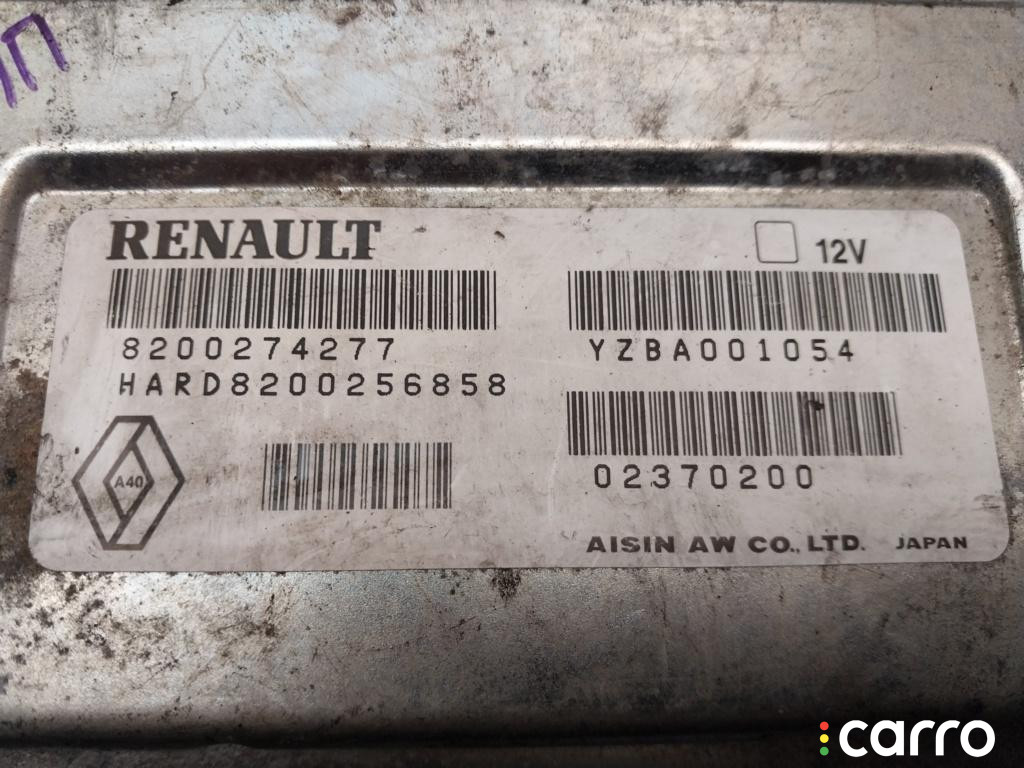 RENAULT
12V
8200274277
HARD8200256858
YZBA001054
A40
02370200
AISIN AW CO., LTD. JAPAN
carro